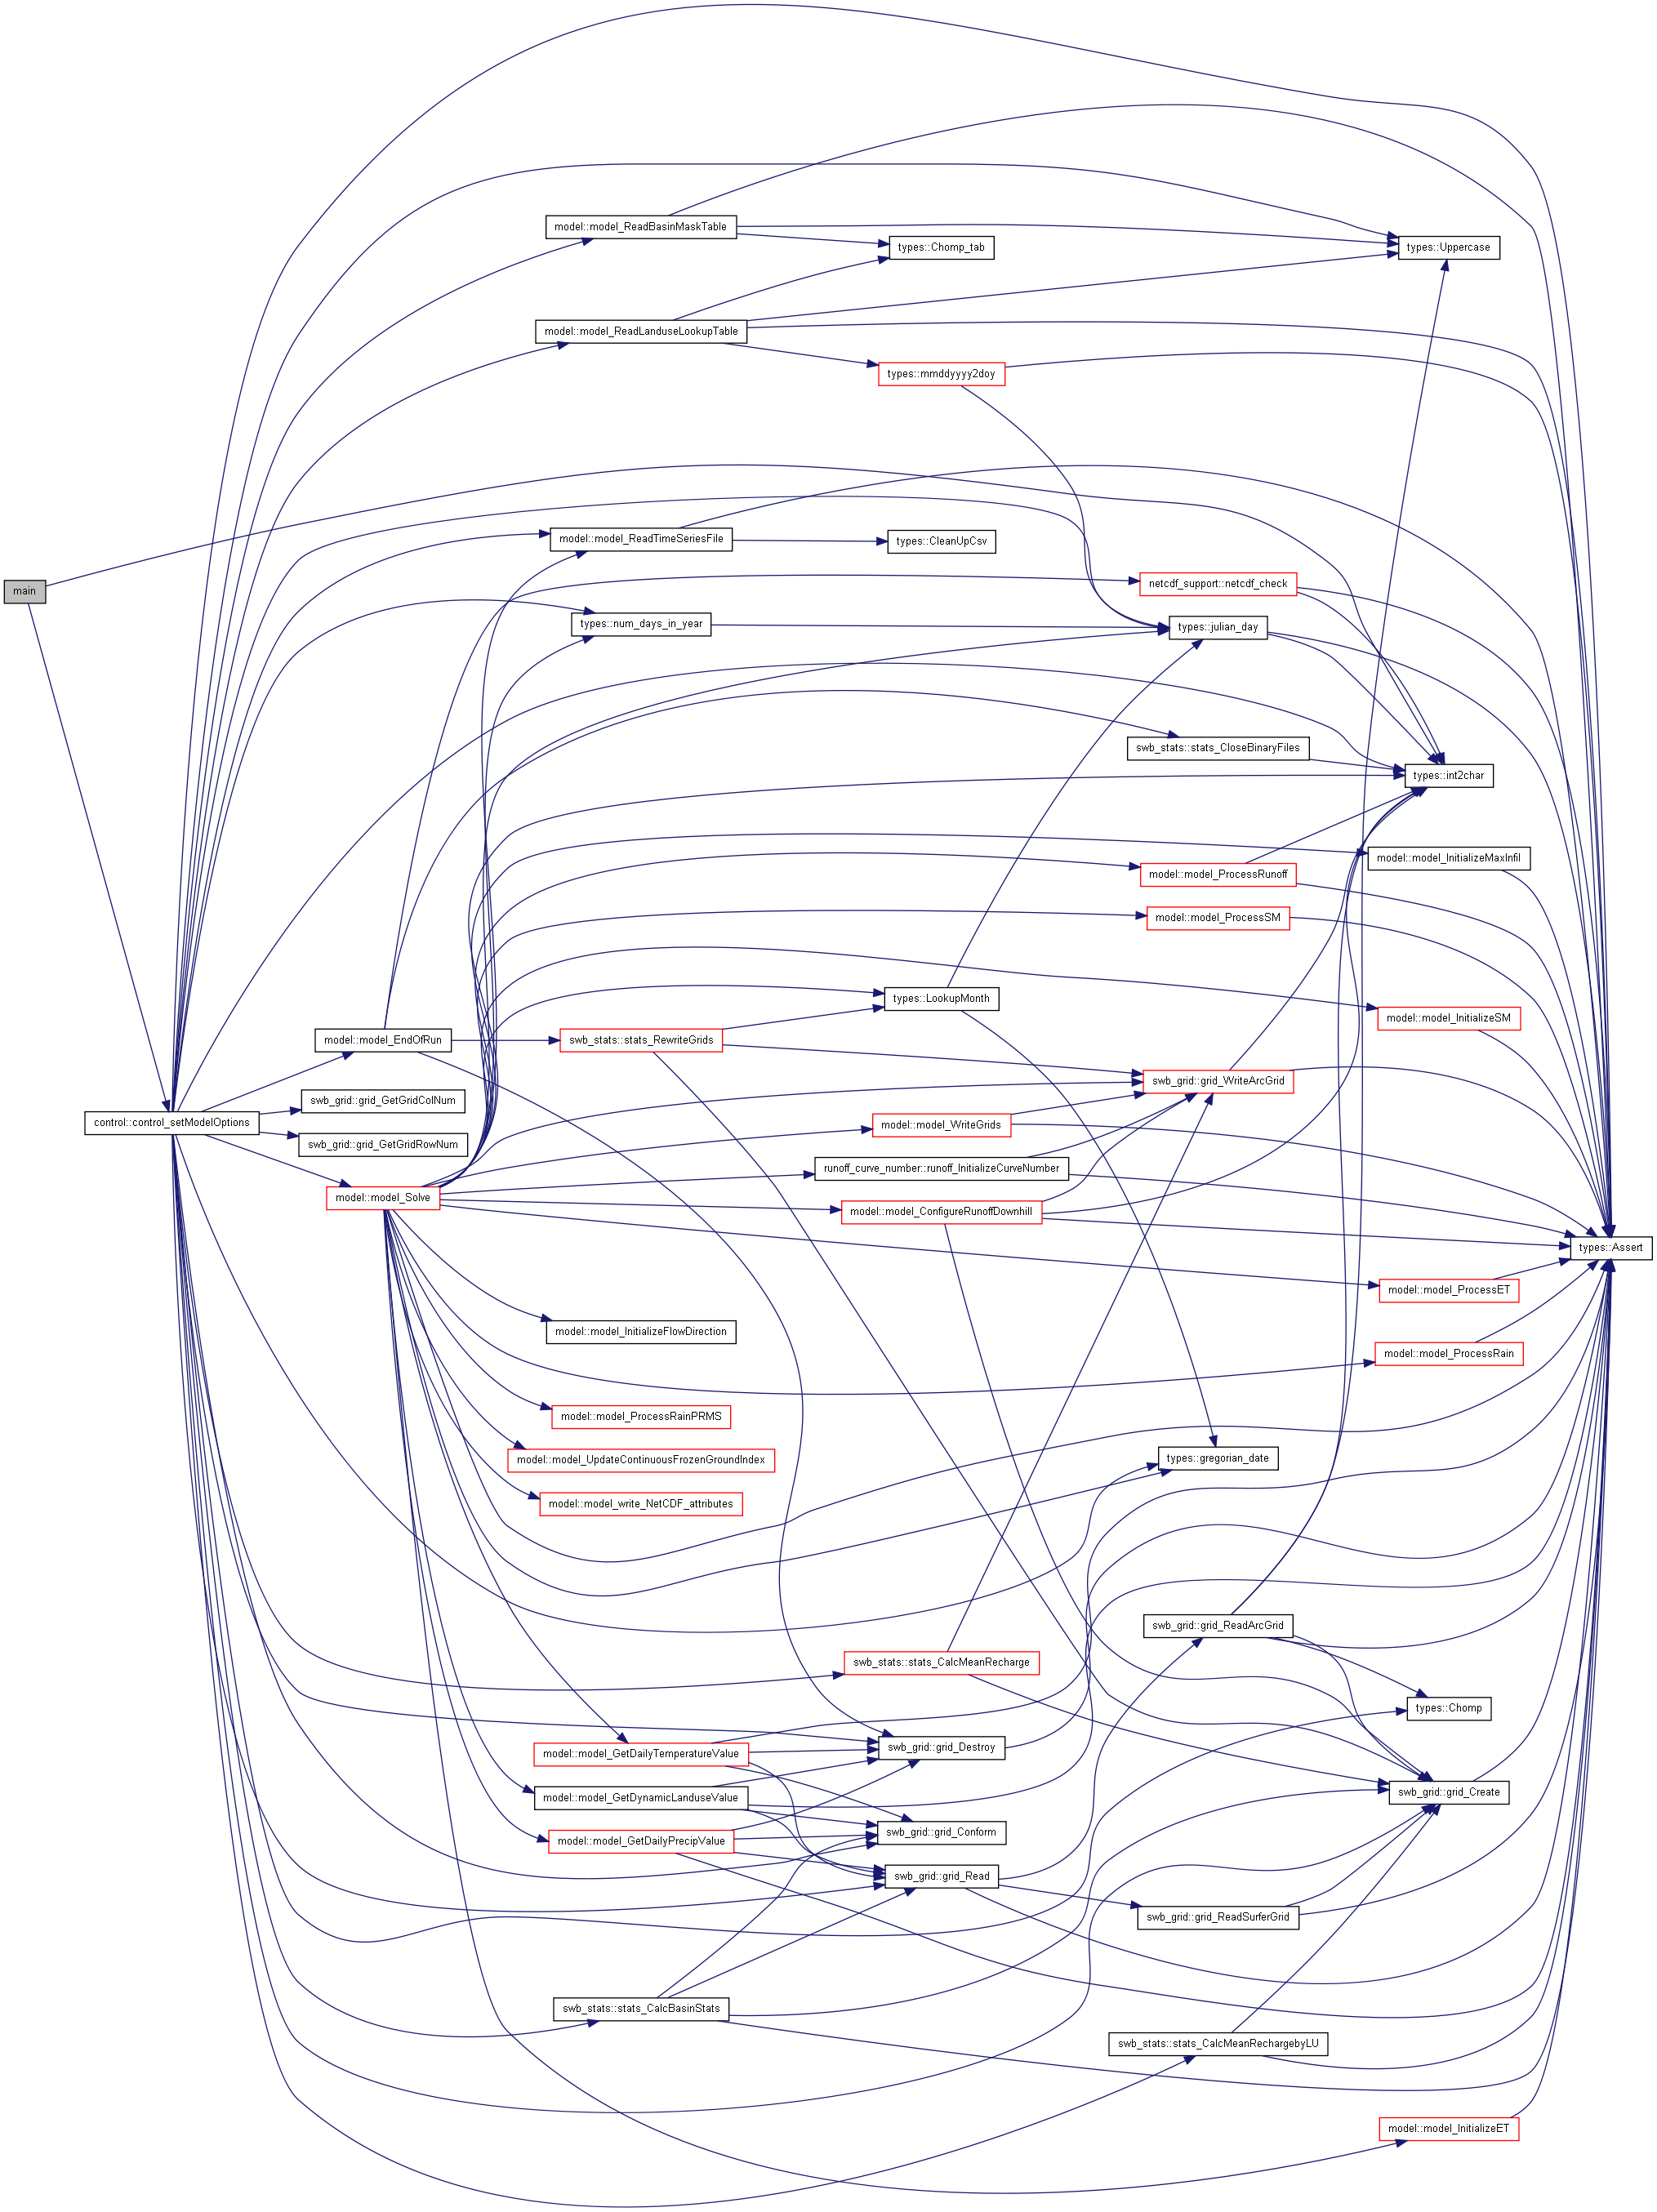 model::model_ReadBasinMaskTable
types::Chomp_tab
types::Uppercase
model::model_ReadLanduseLookupTable
types::mmddyyyy2doy
model::model_ReadTimeSeriesFile
types::CleanUpCsv
netcdf_support::netcdf_check
main
types::num_days_in_year
types::julian_day
swb_stats::stats_CloseBinaryFiles
types::int2char
model::model_InitializeMaxInfil
model::model_ProcessRunoff
model::model_ProcessSM
types::LookupMonth
model::model_InitializeSM
model::model_EndOfRun
swb_stats::stats_RewriteGrids
swb_grid::grid_WriteArcGrid
swb_grid::grid_GetGridColNum
control::control_setModelOptions
model::model_WriteGrids
swb_grid::grid_GetGridRowNum
runoff_curve_number::runoff_InitializeCurveNumber
model::model_Solve
model::model_ConfigureRunoffDownhill
types::Assert
model::model_ProcessET
model::model_InitializeFlowDirection
model::model_ProcessRain
model::model_ProcessRainPRMS
model::model_UpdateContinuousFrozenGroundIndex
types::gregorian_date
model::model_write_NetCDF_attributes
swb_grid::grid_ReadArcGrid
swb_stats::stats_CalcMeanRecharge
types::Chomp
model::model_GetDailyTemperatureValue
swb_grid::grid_Destroy
model::model_GetDynamicLanduseValue
swb_grid::grid_Create
model::model_GetDailyPrecipValue
swb_grid::grid_Conform
swb_grid::grid_Read
swb_grid::grid_ReadSurferGrid
swb_stats::stats_CalcBasinStats
swb_stats::stats_CalcMeanRechargebyLU
model::model_InitializeET